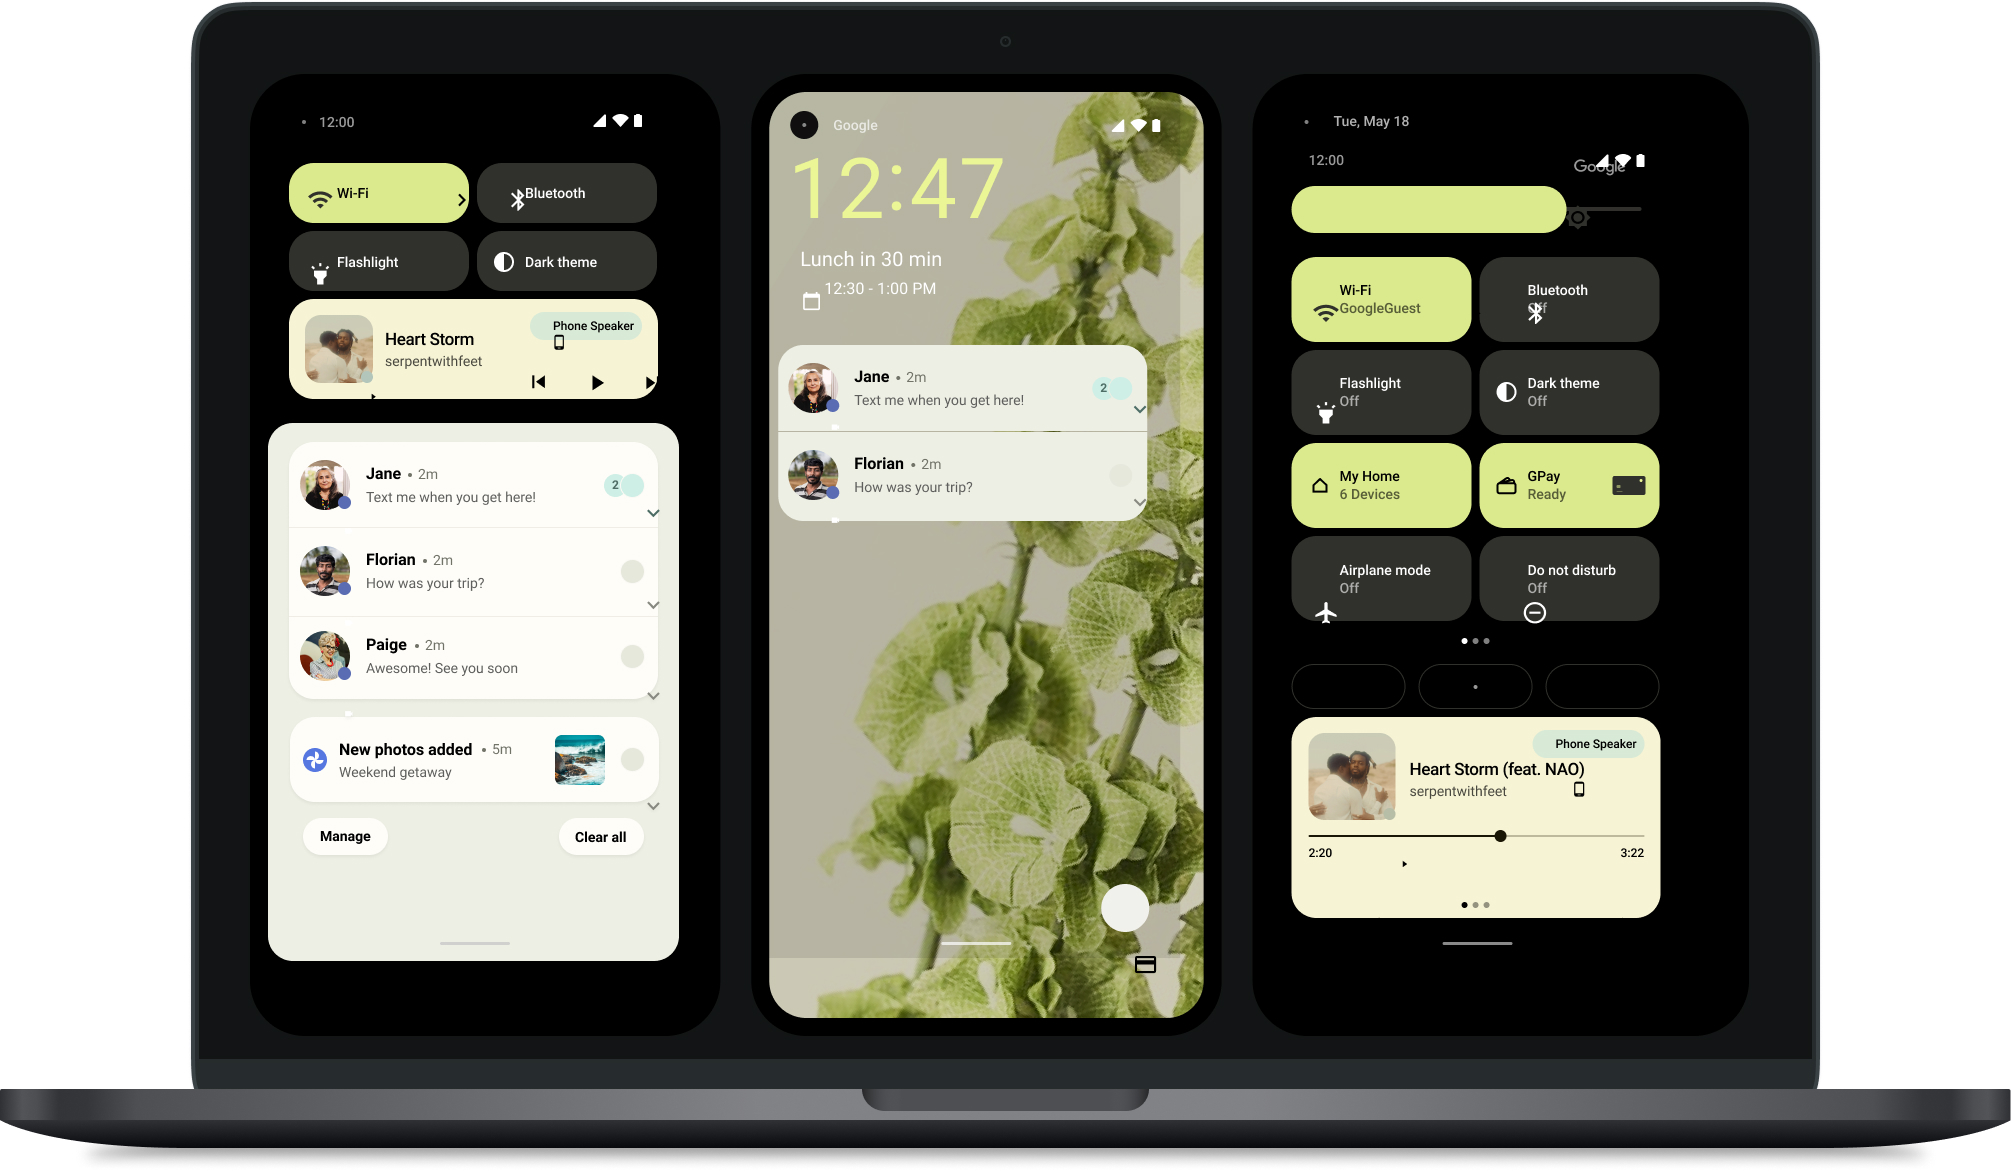 12:00
Wi-Fi
Bluetooth
Flashlight
Dark theme
Phone Speaker
Heart Storm
serpentwithfeet
Jane • 2m
Text me when you get here!
2
Florian • 2m
How was your trip?
Paige • 2m
Awesome! See you soon
New photos added • 5m
Weekend getaway
Manage
Clear all
Google
12:47
Lunch in 30 min
12:30 - 1:00 PM
Jane • 2m
Text me when you get here!
2
Florian • 2m
How was your trip?
Tue, May 18
12:00
Google
Wi-Fi
GoogleGuest
Bluetooth
Off
Flashlight
Off
Dark theme
Off
My Home
6 Devices
GPay
Ready
Airplane mode
Off
Do not disturb
Off
Phone Speaker
Heart Storm (feat. NAO)
serpentwithfeet
2:20
3:22